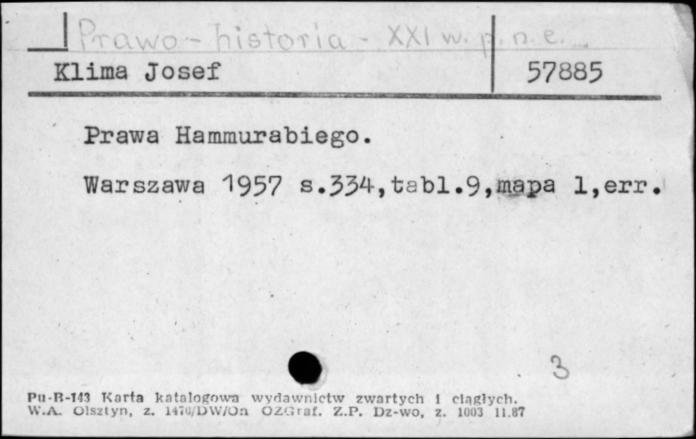 Prawo - historia - XXI w. p. n. e.
Klima Josef 57885
Prawa Hammurabiego.
Warszawa 1957 s.334,tabl.9,mapa 1,err.
3
Pu-B-143 Karta katalogowa wydawnictw zwartych i ciągłych.
W.A. Olsztyn, z. 1470/DW/On OZGraf. Z.P. Dz-wo, z. 1003 11.87